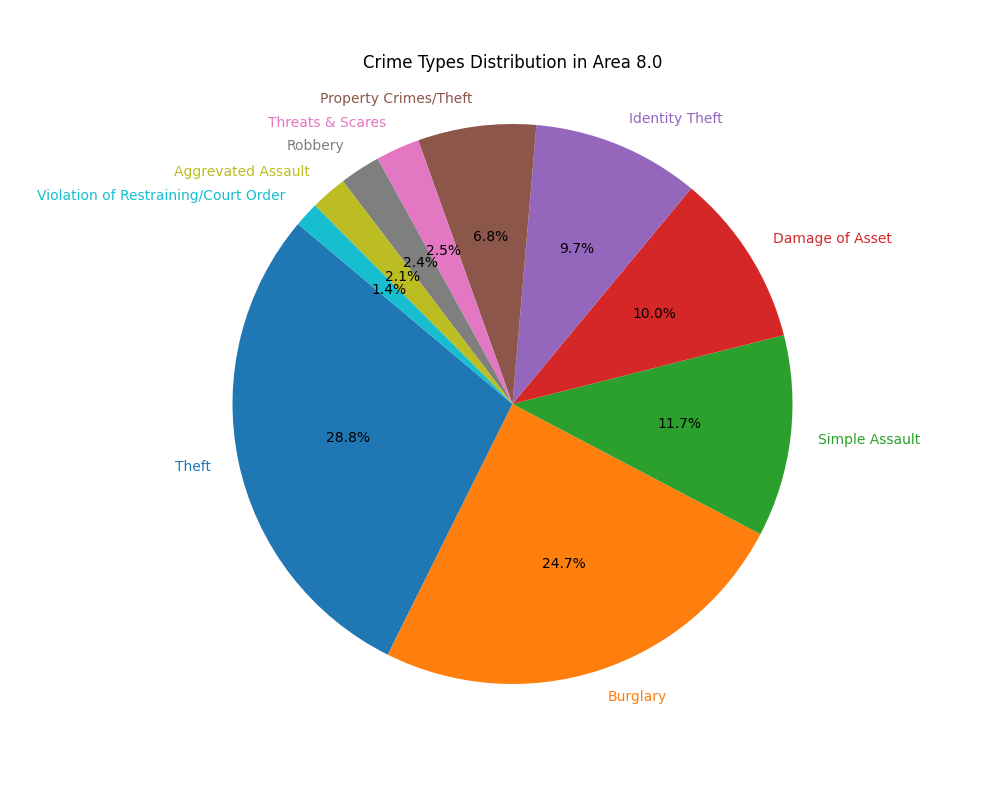 Crime Types Distribution in Area 8.0
Property Crimes/Theft
Identity Theft
Threats & Scares
Robbery
Aggrevated Assault
Violation of Restraining/Court Order
Damage of Asset
6.8%
9.7%
2.5%
2.4%
2.1%
1.4%
10.0%
11.7%
28.8%
Simple Assault
Theft
24.7%
Burglary